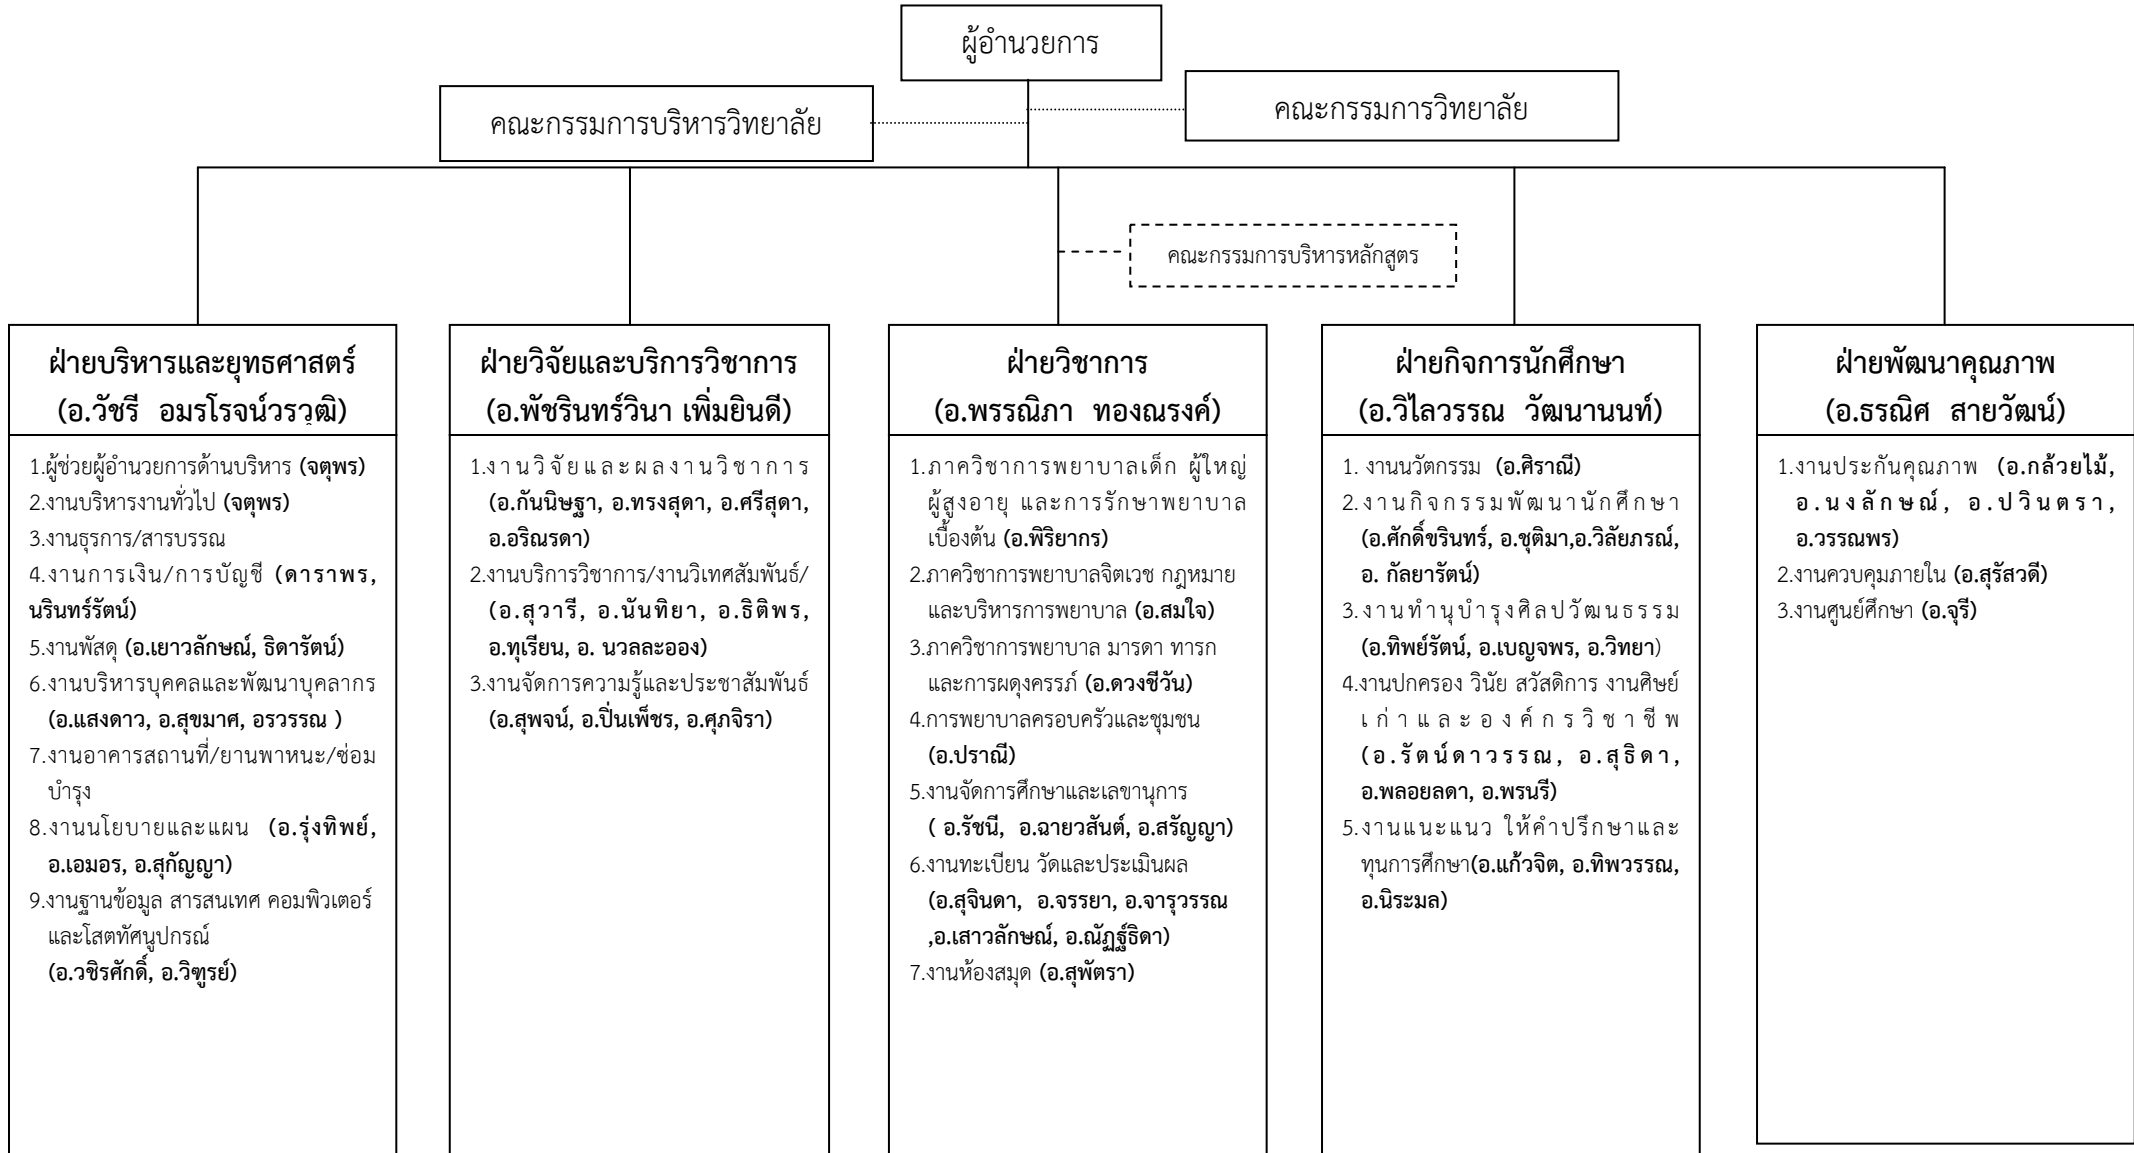 ผู้อำนวยการ
คณะกรรมการบริหารวิทยาลัย
คณะกรรมการวิทยาลัย
คณะกรรมการบริหารหลักสูตร
ฝ่ายบริหารและยุทธศาสตร์
(อ.วัชรี อมรโรจน์วรวุฒิ)
1.ผู้ช่วยผู้อำนวยการด้านบริหาร (จตุพร)
2.งานบริหารงานทั่วไป (จตุพร)
3.งานธุรการ/สารบรรณ
4.งานการเงิน/การบัญชี (ดาราพร,
นรินทร์รัตน์)
5.งานพัสดุ (อ.เยาวลักษณ์, ธิดารัตน์)
6.งานบริหารบุคคลและพัฒนาบุคลากร
(อ.แสงดาว, อ.สุขมาศ, อรวรรณ )
7.งานอาคารสถานที่/ยานพาหนะ/ซ่อม
บำรุง
8.งานนโยบายและแผน (อ.รุ่งทิพย์,
อ.เอมอร, อ.สุกัญญา)
9.งานฐานข้อมูล สารสนเทศ คอมพิวเตอร์
และโสตทัศนูปกรณ์
(อ.วชิรศักดิ์, อ.วิฑูรย์)
ฝ่ายวิจัยและบริการวิชาการ
(อ.พัชรินทร์วินา เพิ่มยินดี)
1.งานวิจัยและผลงานวิชาการ
(อ.กันนิษฐา, อ.ทรงสุดา, อ.ศรีสุดา,
อ.อริณรดา)
2.งานบริการวิชาการ/งานวิเทศสัมพันธ์/
(อ.สุวารี, อ.นันทิยา, อ.ธิติพร,
อ.ทุเรียน, อ. นวลละออง)
3.งานจัดการความรู้และประชาสัมพันธ์
(อ.สุพจน์, อ.ปิ่นเพ็ชร, อ.ศุภจิรา)
ฝ่ายวิชาการ
(อ.พรรณิภา ทองณรงค์)
1.ภาควิชาการพยาบาลเด็ก ผู้ใหญ่
ผู้สูงอายุ และการรักษาพยาบาล
เบื้องต้น (อ.พิริยากร)
2.ภาควิชาการพยาบาลจิตเวช กฎหมาย
และบริหารการพยาบาล (อ.สมใจ)
3.ภาควิชาการพยาบาล มารดา ทารก
และการผดุงครรภ์ (อ.ดวงชีวัน)
4.การพยาบาลครอบครัวและชุมชน
(อ.ปราณี)
5.งานจัดการศึกษาและเลขานุการ
( อ.รัชนี, อ.ฉายวสันต์, อ.สรัญญา)
6.งานทะเบียน วัดและประเมินผล
(อ.สุจินดา, อ.จรรยา, อ.จารุวรรณ
,อ.เสาวลักษณ์, อ.ณัฏฐ์ธิดา)
7.งานห้องสมุด (อ.สุพัตรา)
ฝ่ายกิจการนักศึกษา
(อ.วิไลวรรณ วัฒนานนท์)
1. งานนวัตกรรม (อ.ศิราณี)
2.งานกิจกรรมพัฒนานักศึกษา
(อ.ศักดิ์ขรินทร์, อ.ชุติมา,อ.วิลัยภรณ์,
อ. กัลยารัตน์)
3.งานทำนุบำรุงศิลปวัฒนธรรม
(อ.ทิพย์รัตน์, อ.เบญจพร, อ.วิทยา)
4.งานปกครอง วินัย สวัสดิการ งานศิษย์
เก่าและองค์กรวิชาชีพ
(อ.รัตน์ดาวรรณ, อ.สุธิดา,
อ.พลอยลดา, อ.พรนรี)
5.งานแนะแนว ให้คำปรึกษาและ
ทุนการศึกษา(อ.แก้วจิต, อ.ทิพวรรณ,
อ.นิระมล)
ฝ่ายพัฒนาคุณภาพ
(อ.ธรณิศ สายวัฒน์)
1.งานประกันคุณภาพ (อ.กล้วยไม้,
อ.นงลักษณ์, อ.ปวินตรา,
อ.วรรณพร)
2.งานควบคุมภายใน (อ.สุรัสวดี)
3.งานศูนย์ศึกษา (อ.จุรี)